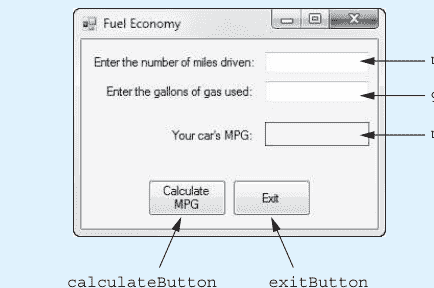 Fuel Economy
Enter the number of miles driven:
Enter the gallons of gas used:
Your car's MPG:
Calculate
MPG
Exit
calculateButton exitButton